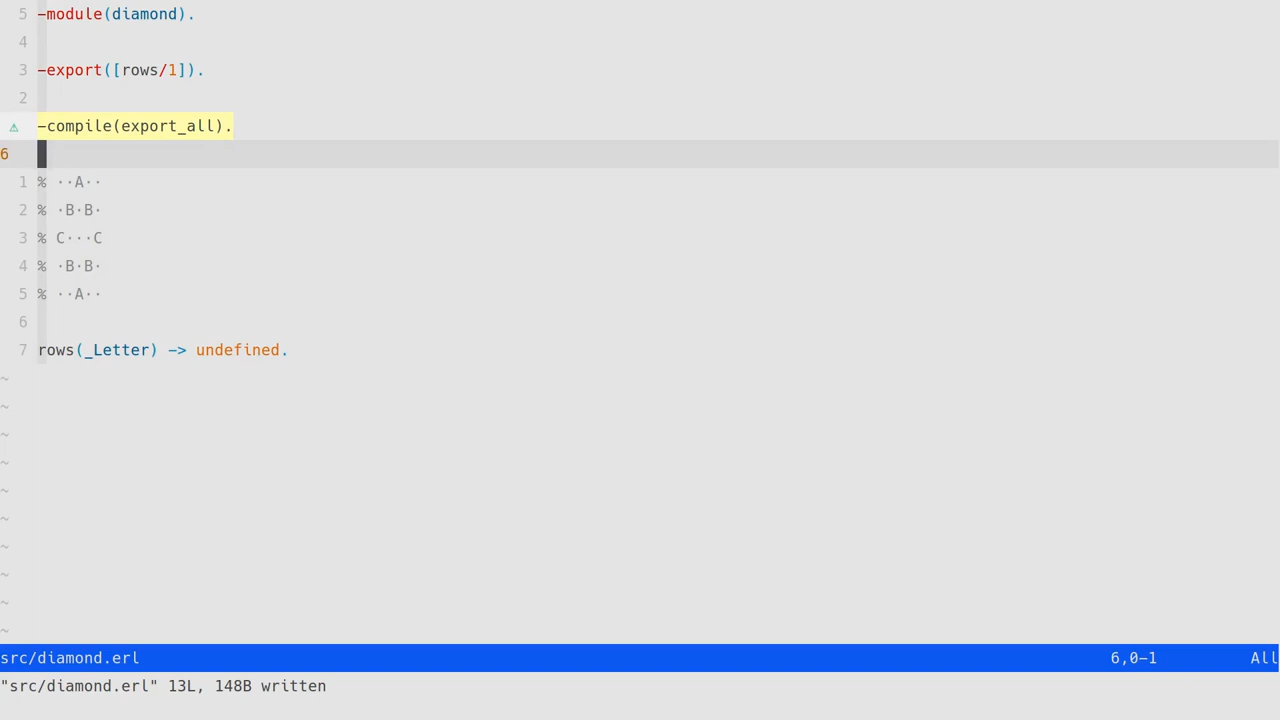 5 -module(diamond).
4
3 -export([rows/1]).
2
⚠ -compile(export_all).
6
1 % ··A··
2 % ·B·B·
3 % C···C
4 % ·B·B·
5 % ··A··
6
7 rows(_Letter) -> undefined.
~
~
~
~
~
~
~
~
~
~
src/diamond.erl 6,0-1 All
"src/diamond.erl" 13L, 148B written